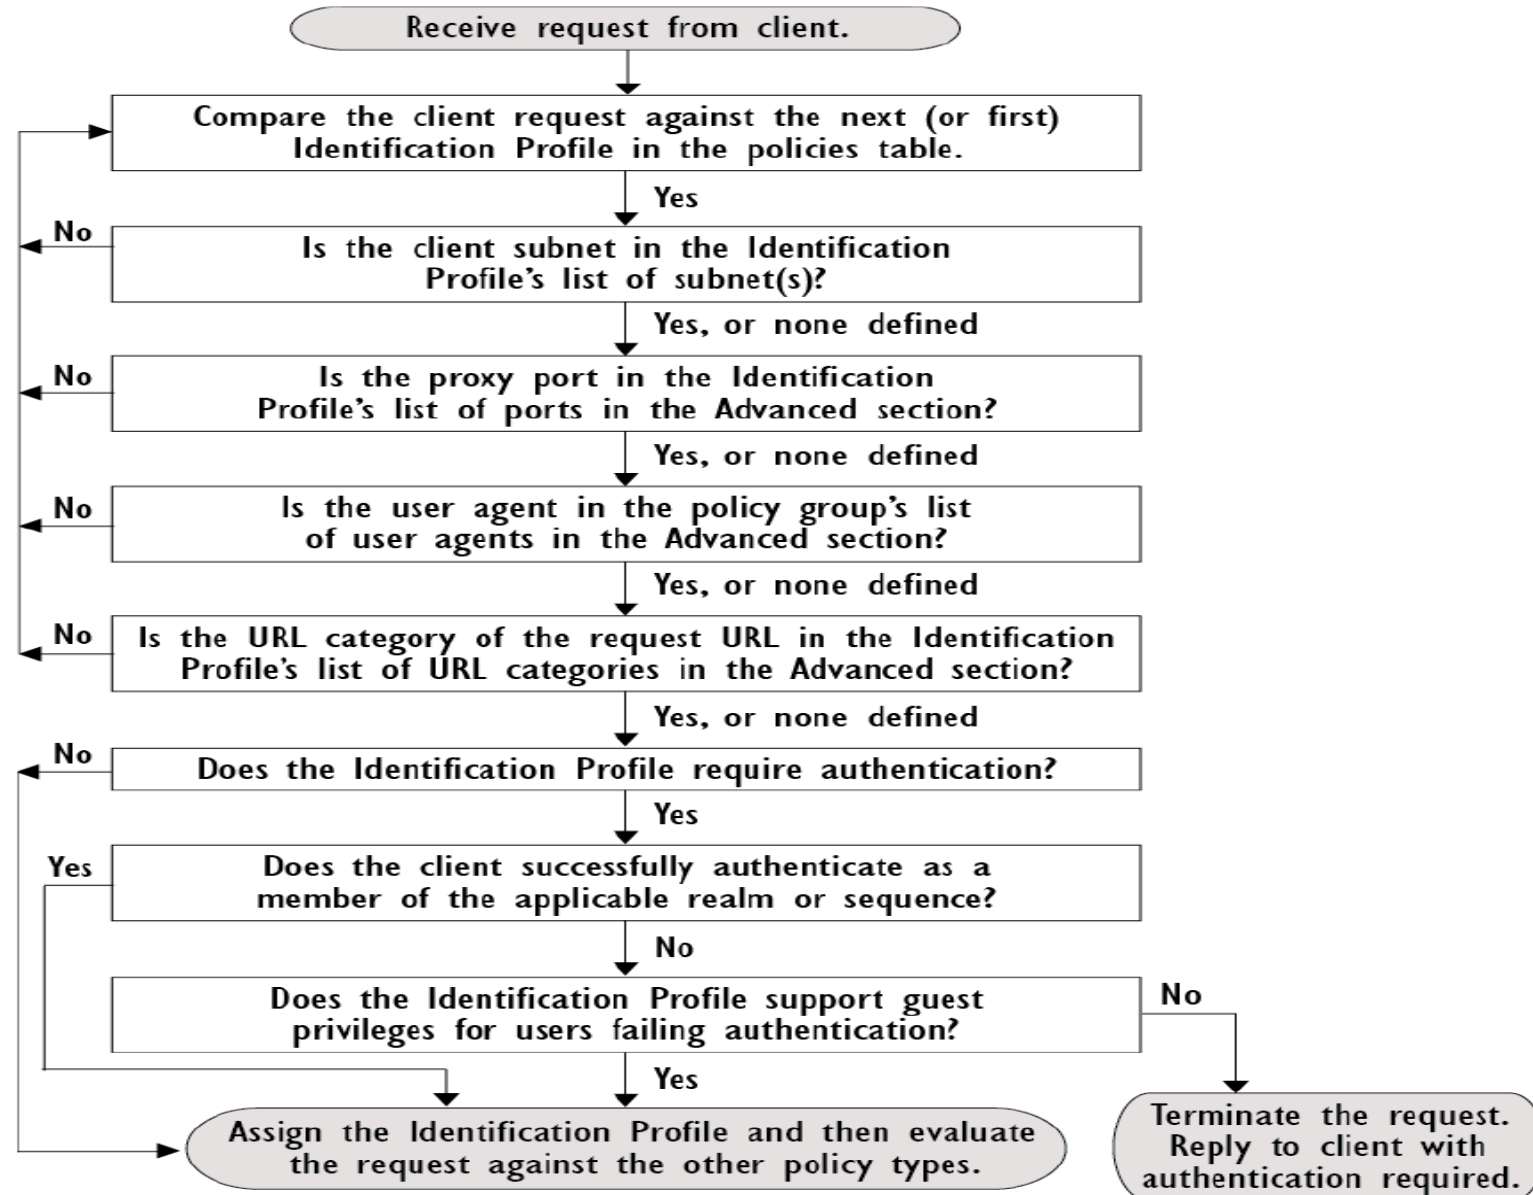 Receive request from client.
Compare the client request against the next (or first)
Identification Profile in the policies table.
Yes
No
Is the client subnet in the Identification
Profile's list of subnet(s)?
Yes, or none defined
No
Is the proxy port in the Identification
Profile's list of ports in the Advanced section?
Yes, or none defined
No
Is the user agent in the policy group's list
of user agents in the Advanced section?
Yes, or none defined
No
Is the URL category of the request URL in the Identification
Profile's list of URL categories in the Advanced section?
Yes, or none defined
No
Does the Identification Profile require authentication?
Yes
Yes
Does the client successfully authenticate as a
member of the applicable realm or sequence?
No
Does the Identification Profile support guest
privileges for users failing authentication?
No
Yes
Assign the Identification Profile and then evaluate
the request against the other policy types.
Terminate the request.
Reply to client with
authentication required.